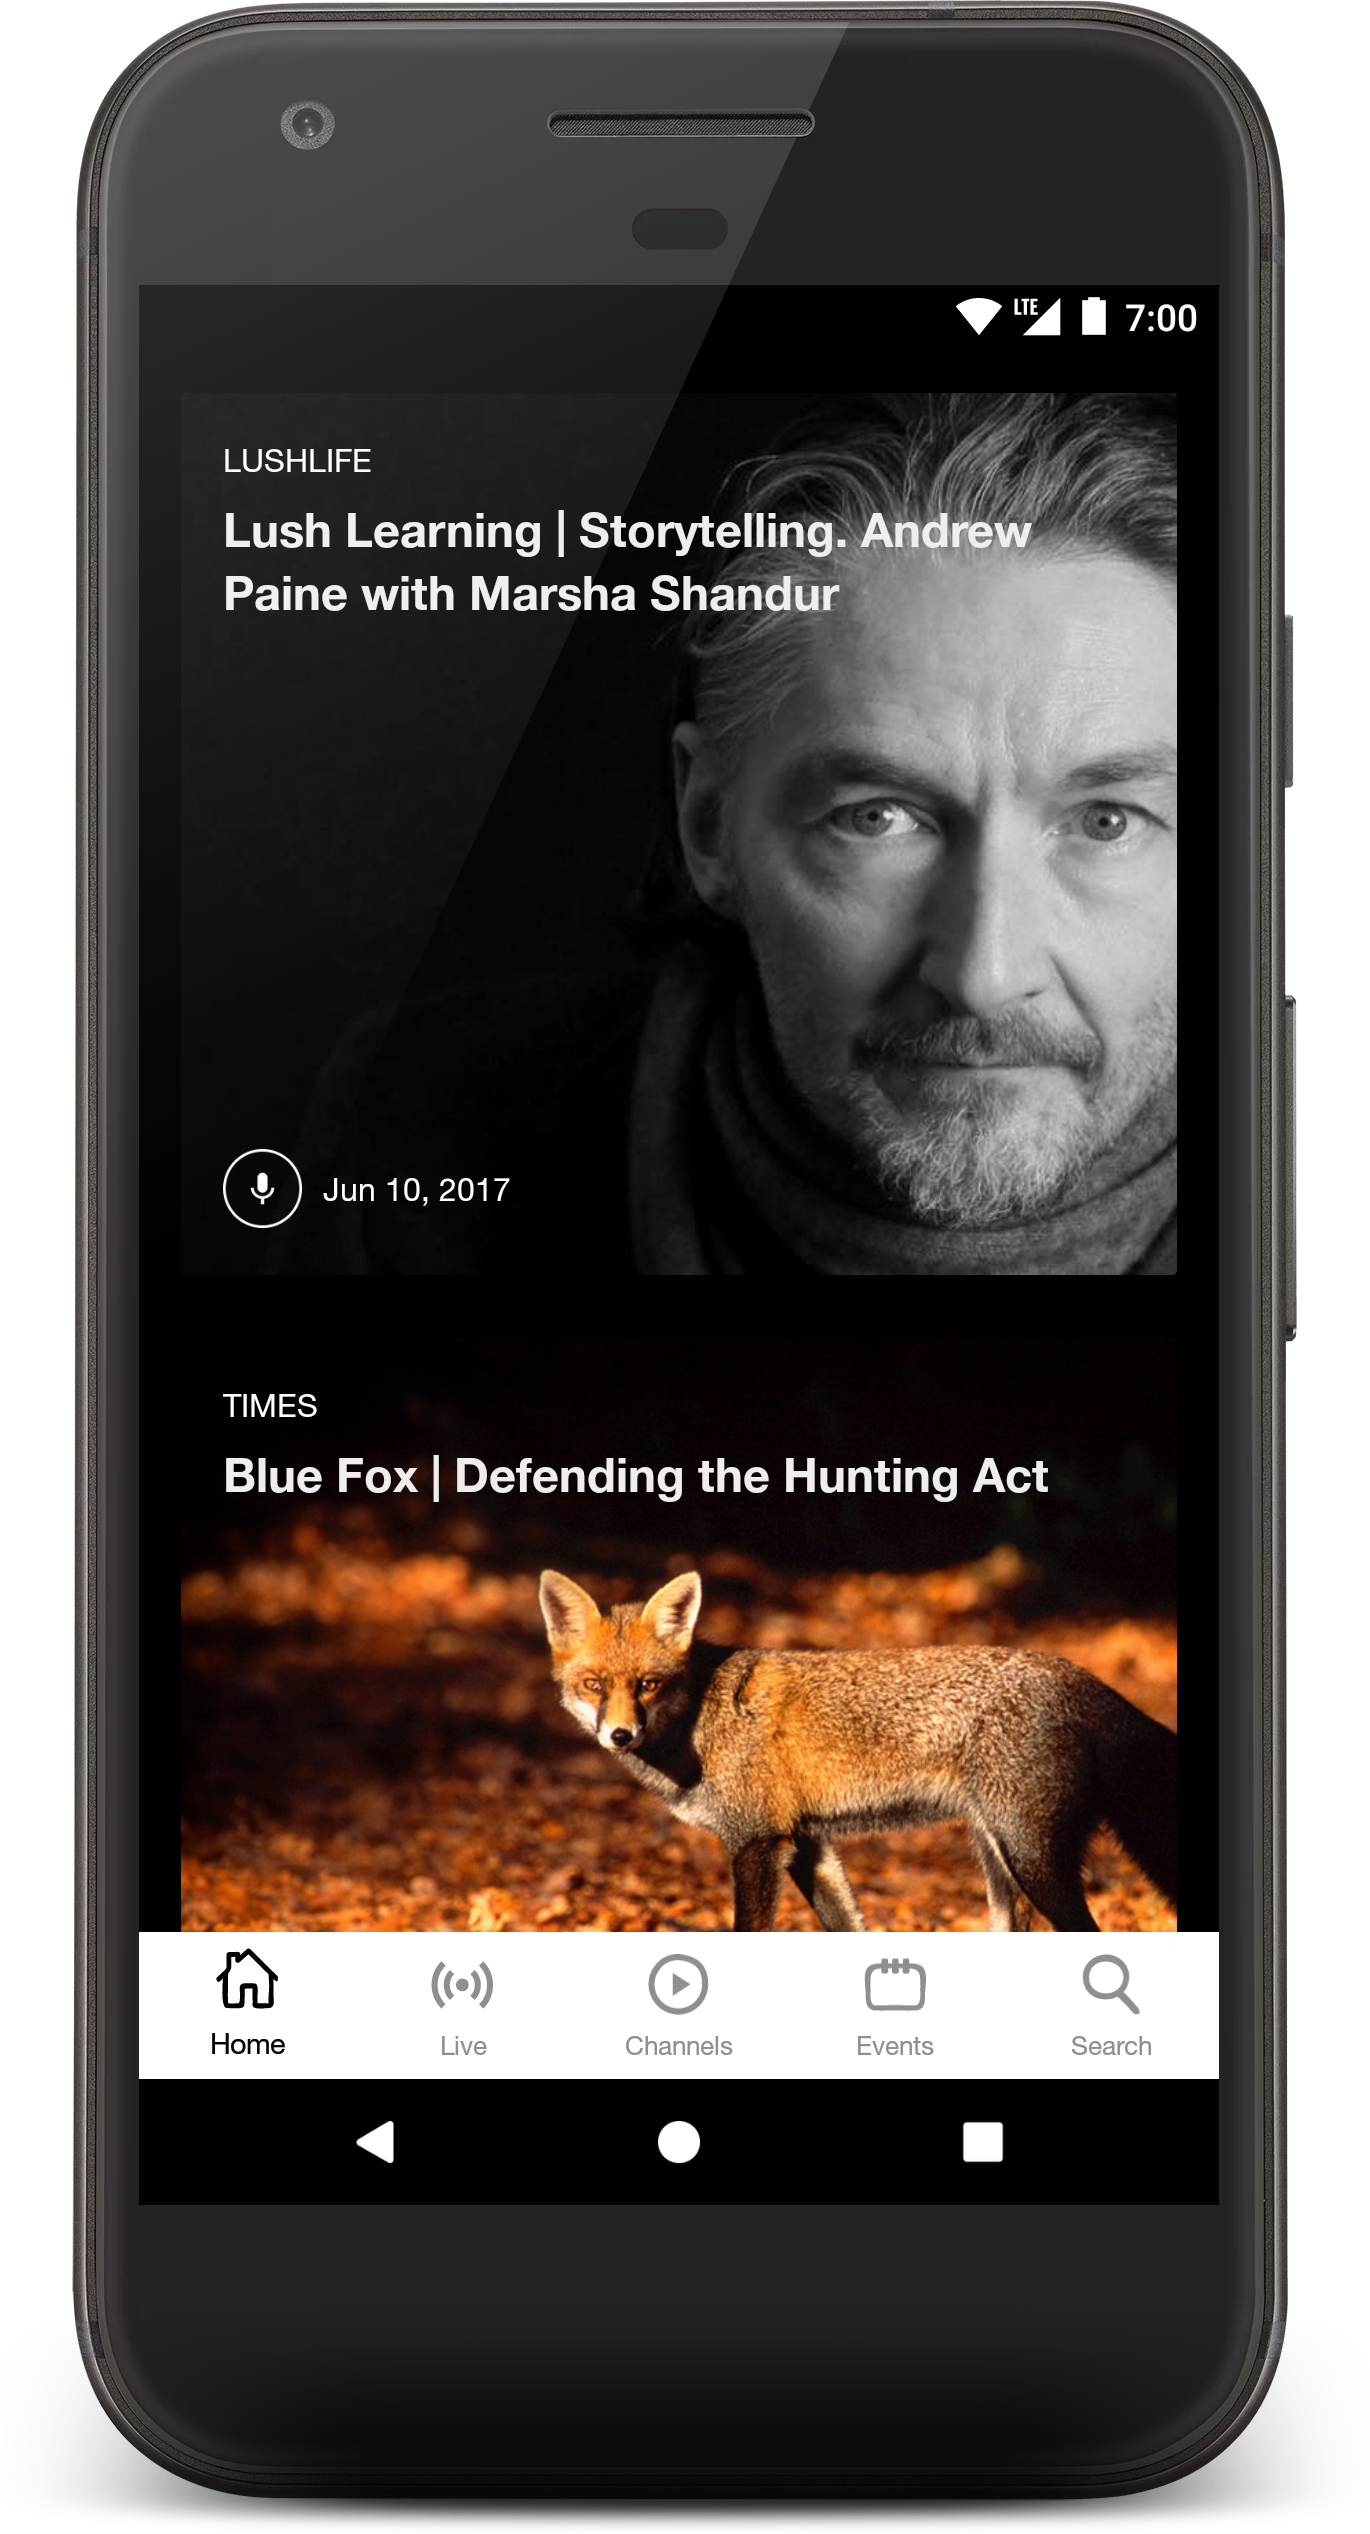 LTE 7:00
LUSHLIFE
Lush Learning | Storytelling. Andrew
Paine with Marsha Shandur
Jun 10, 2017
TIMES
Blue Fox | Defending the Hunting Act
Home Live Channels Events Search